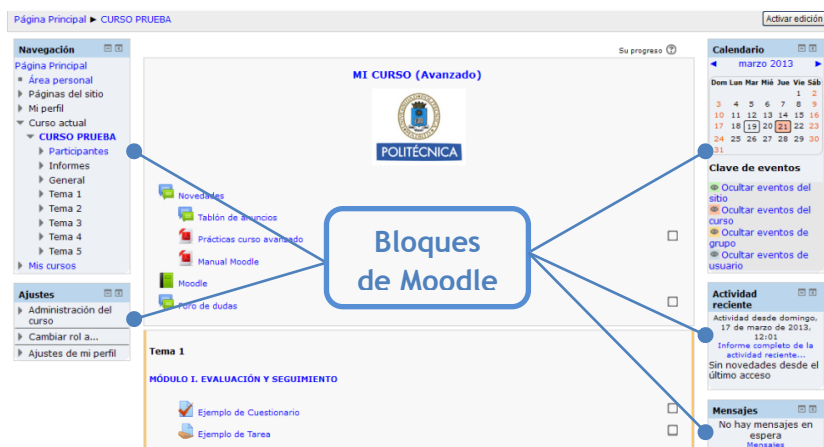 Página Principal ► CURSO PRUEBA
Activar edición
Navegación
Página Principal
Área personal
Páginas del sitio
Mi perfil
Curso actual
CURSO PRUEBA
Participantes
Informes
General
Tema 1
Tema 2
Tema 3
Tema 4
Tema 5
Mis cursos
Ajustes
Administración del
curso
Cambiar rol a...
Ajustes de mi perfil
Su progreso
MI CURSO (Avanzado)
POLITÉCNICA
Novedades
Tablón de anuncios
Prácticas curso avanzado
Manual Moodle
Moodle
Foro de dudas
Bloques
de Moodle
Tema 1
MÓDULO I. EVALUACIÓN Y SEGUIMIENTO
Ejemplo de Cuestionario
Ejemplo de Tarea
Calendario
◄ marzo 2013 ►
Dom Lun Mar Mié Jue Vie Sáb
1 2
3 4 5 6 7 8 9
10 11 12 13 14 15 16
17 18 19 20 21 22 23
24 25 26 27 28 29 30
31
Clave de eventos
Ocultar eventos del
sitio
Ocultar eventos del
curso
Ocultar eventos de
grupo
Ocultar eventos de
usuario
Actividad
reciente
Actividad desde domingo,
17 de marzo de 2013,
12:01
Informe completo de la
actividad reciente...
Sin novedades desde el
último acceso
Mensajes
No hay mensajes en
espera
Mensajes